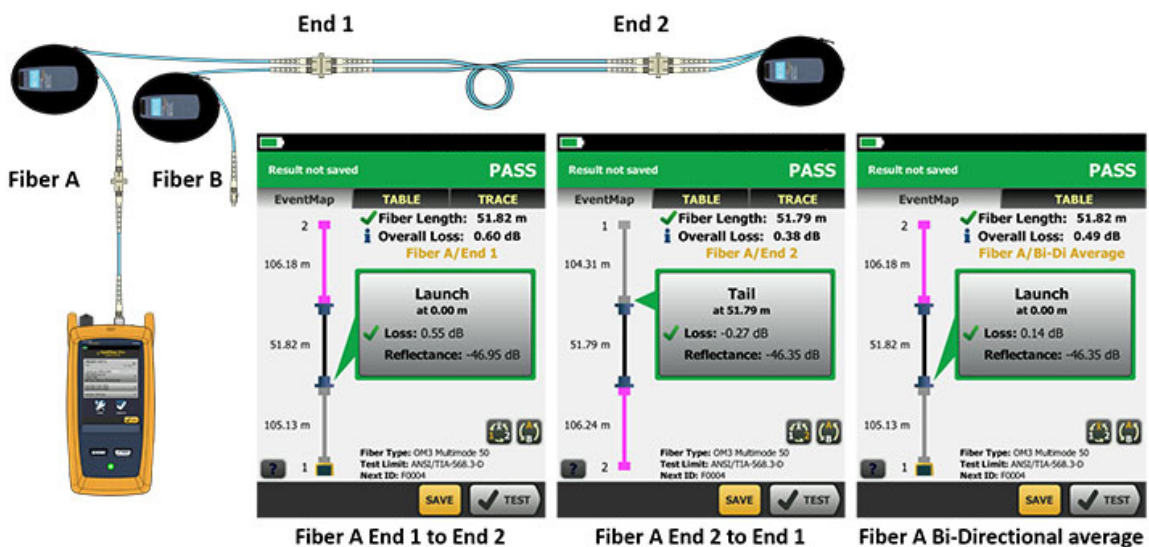 End 1
End 2
Fiber A
Fiber B
Result not saved
PASS
EventMap
TABLE
TRACE
2
Fiber Length: 51.82 m
Overall Loss: 0.60 dB
Fiber A/End 1
106.18 m
Launch
at 0.00 m
Loss: 0.55 dB
Reflectance: -46.95 dB
51.82 m
105.13 m
1
Fiber Type: OM3 Multimode 50
Test Limit: ANSI/TIA-568.3-D
Next ID: F0004
?
SAVE
TEST
Fiber A End 1 to End 2
Result not saved
PASS
EventMap
TABLE
TRACE
1
Fiber Length: 51.79 m
Overall Loss: 0.38 dB
Fiber A/End 2
104.31 m
Tail
at 51.79 m
Loss: -0.27 dB
Reflectance: -46.35 dB
51.79 m
106.24 m
2
Fiber Type: OM3 Multimode 50
Test Limit: ANSI/TIA-568.3-D
Next ID: F0004
?
SAVE
TEST
Fiber A End 2 to End 1
Result not saved
PASS
EventMap
TABLE
2
Fiber Length: 51.82 m
Overall Loss: 0.49 dB
Fiber A/Bi-Di Average
106.18 m
Launch
at 0.00 m
Loss: 0.14 dB
Reflectance: -46.35 dB
51.82 m
105.13 m
1
Fiber Type: OM3 Multimode 50
Test Limit: ANSI/TIA-568.3-D
Next ID: F0004
?
SAVE
TEST
Fiber A Bi-Directional average